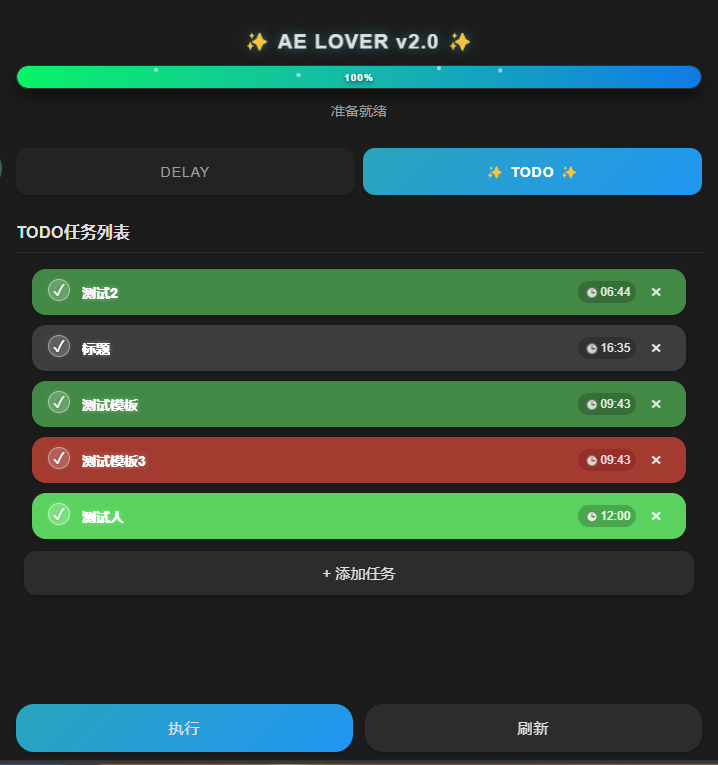 ✨ AE LOVER v2.0 ✨
100%
准备就绪
DELAY
✨ TODO ✨
TODO任务列表
测试2 06:44 ×
标题 16:35 ×
测试模板 09:43 ×
测试模板3 09:43 ×
测试人 12:00 ×
+ 添加任务
执行
刷新